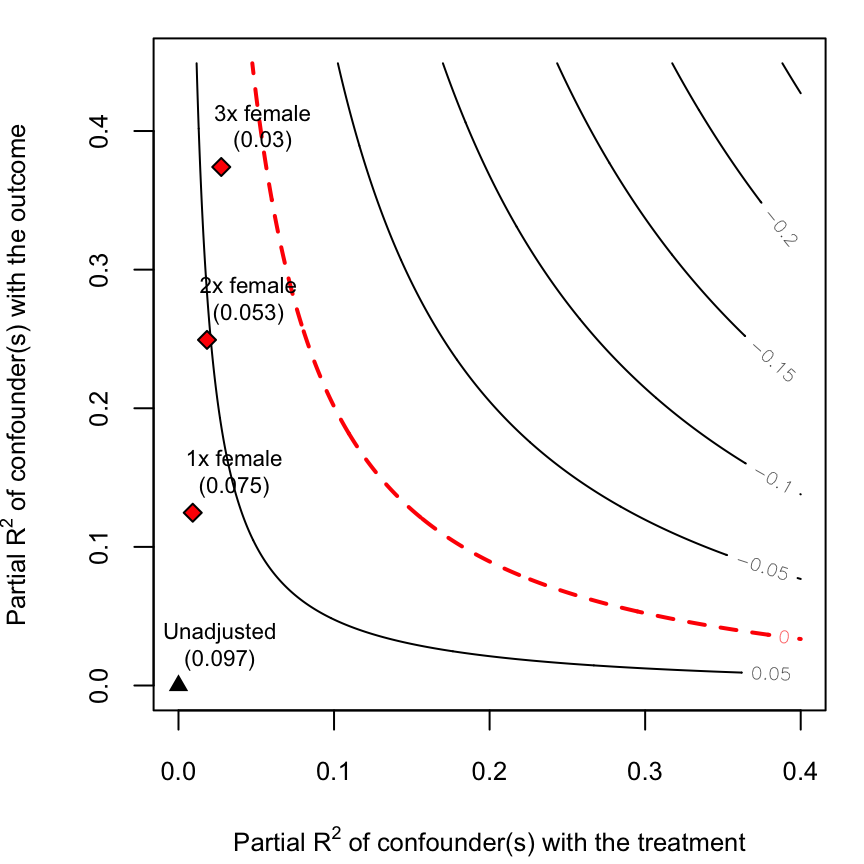 Partial R² of confounder(s) with the outcome
0.4
0.3
0.2
0.1
0.0
3x female
(0.03)
2x female
(0.053)
1x female
(0.075)
Unadjusted
(0.097)
−0.2
−0.15
−0.1
−0.05
0
0.05
0.0 0.1 0.2 0.3 0.4
Partial R² of confounder(s) with the treatment